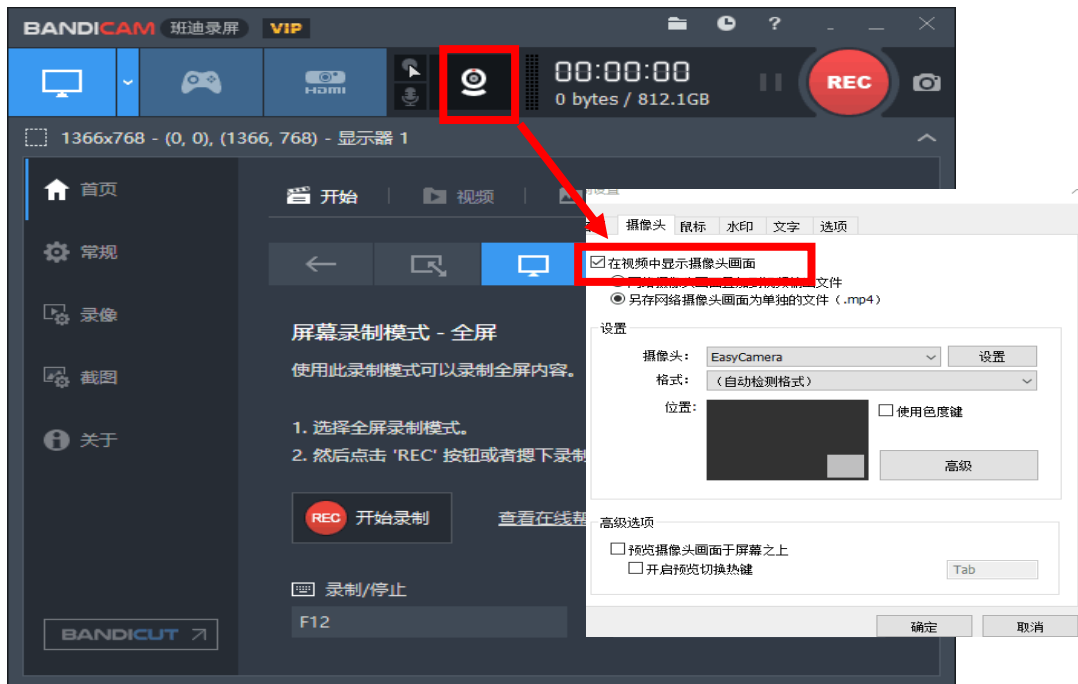 BANDICAM 班迪录屏 VIP
HDMI
00:00:00
0 bytes / 812.1GB
REC
1366x768 - (0, 0), (1366, 768) - 显示器 1
首页
常规
录像
截图
关于
BANDICUT
开始
视频
屏幕录制模式 - 全屏
使用此录制模式可以录制全屏内容。
1. 选择全屏录制模式。
2. 然后点击 'REC' 按钮或者摁下录制
REC 开始录制
查看在线帮
录制/停止
F12
摄像头 鼠标 水印 文字 选项
在视频中显示摄像头画面
文件
另存网络摄像头画面为单独的文件（.mp4）
设置
摄像头： EasyCamera 设置
格式： （自动检测格式）
位置： 使用色度键
高级
高级选项
预览摄像头画面于屏幕之上
开启预览切换热键 Tab
确定 取消